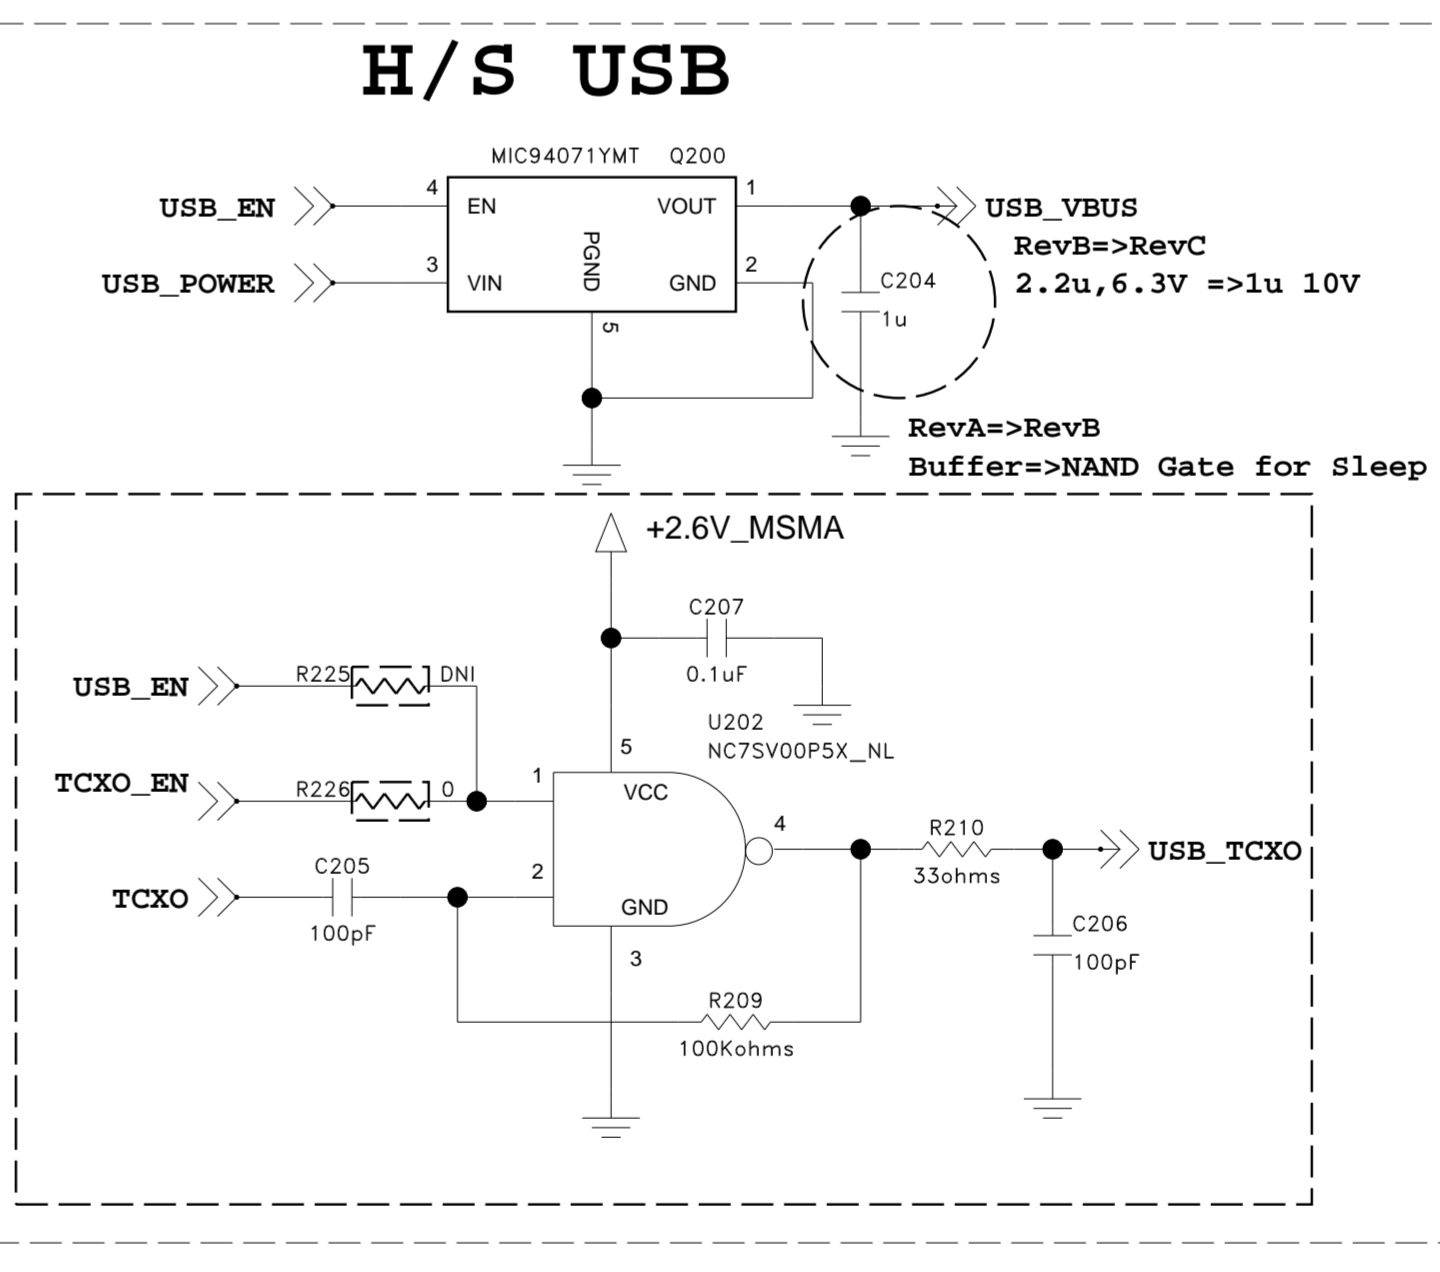 H/S USB
MIC94071YMT Q200
USB_EN 4 EN VOUT 1 USB_VBUS
RevB=>RevC
USB_POWER 3 VIN PGND GND 2 2.2u,6.3V =>1u 10V
C204
1u
5
RevA=>RevB
Buffer=>NAND Gate for Sleep
+2.6V_MSMA
C207
0.1uF
USB_EN R225 DNI
U202
NC7SV00P5X_NL
5
TCXO_EN R226 0 1 VCC
4
R210
33ohms
USB_TCXO
C205
100pF
TCXO 2
GND
3
C206
100pF
R209
100Kohms